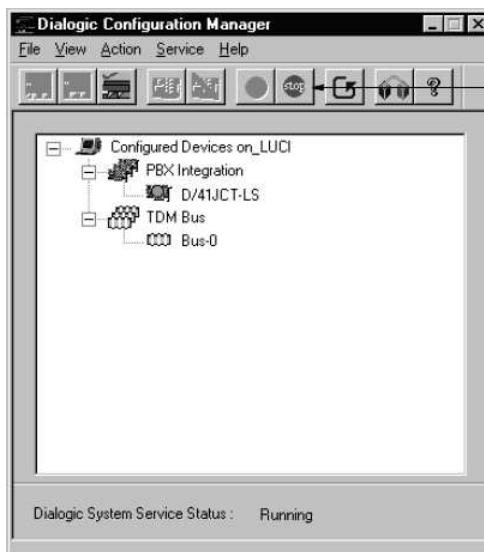 Dialogic Configuration Manager
File View Action Service Help
STOP
?
Configured Devices on_LUCI
PBX Integration
D/41JCT-LS
TDM Bus
Bus-0
Dialogic System Service Status : Running